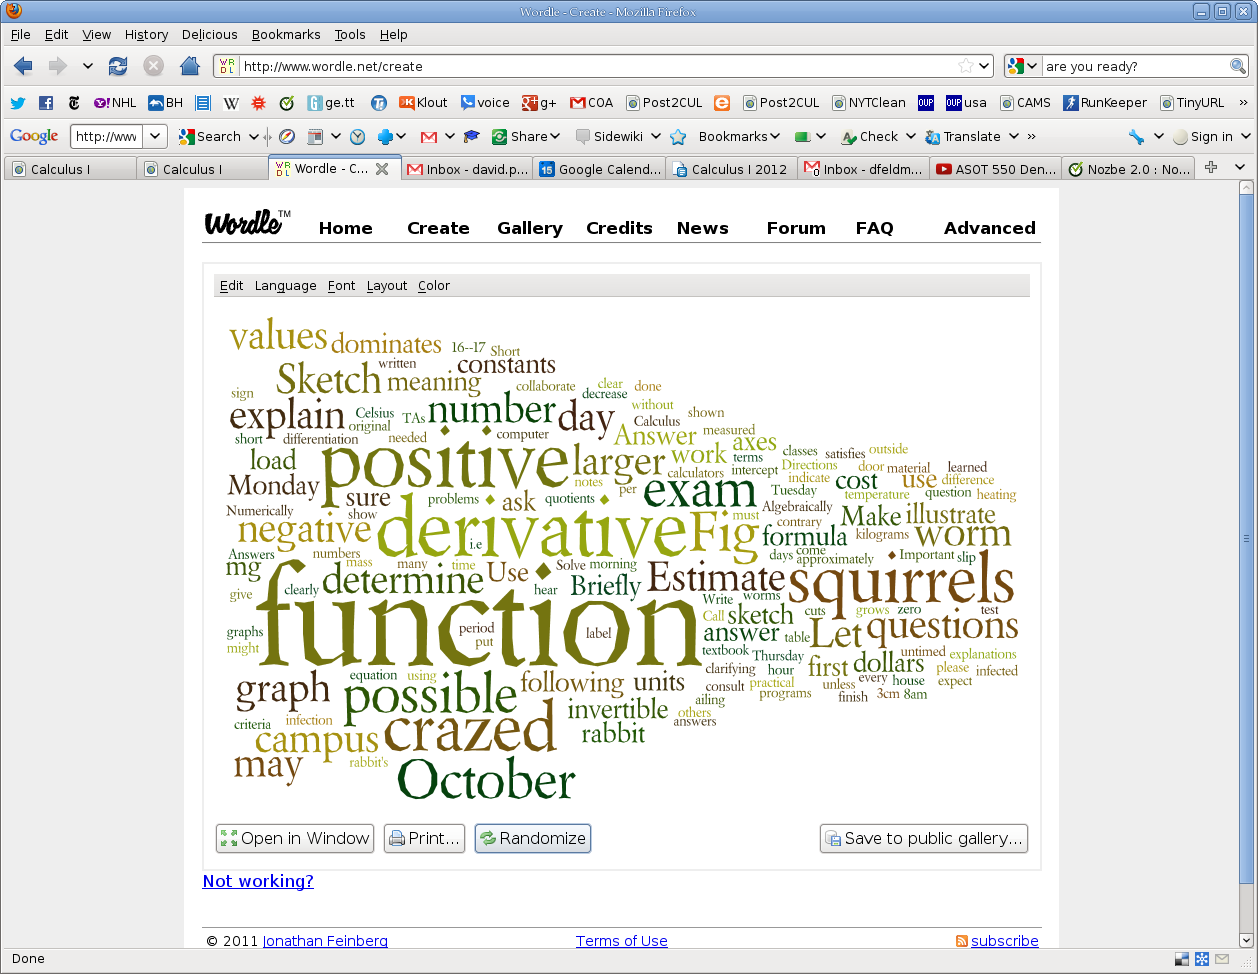 Wordle - Create - Mozilla Firefox
File Edit View History Delicious Bookmarks Tools Help
http://www.wordle.net/create are you ready?
Y!NHL BH W ge.tt Klout voice g+ COA Post2CUL Post2CUL NYTClean OUP OUP usa CAMS RunKeeper TinyURL »
Google http://www Search Share Sidewiki Bookmarks Check Translate » Sign in
Calculus I Calculus I Wordle - C... Inbox - david.p... 15 Google Calend... Calculus I 2012 Inbox - dfeldm... ASOT 550 Den... Nozbe 2.0 : No...
Wordle™ Home Create Gallery Credits News Forum FAQ Advanced
Edit Language Font Layout Color
values dominates 16--17 Short
written constants
Sketch meaning collaborate clear decrease done
sign
explain Celsius original TAs number day without Calculus shown
short differentiation needed computer Answer measured
load positive larger work axes terms classes satisfies outside
notes calculators intercept Directions indicate door material learned
Monday sure problems ask quotients per exam Tuesday cost temperature use difference question heating
Numerically show must Algebraically
negative derivative Fig contrary Make illustrate
i.e formula kilograms worm
Answers numbers mass many time Solve morning days come approximately Important slip
mg determine Use Briefly Estimate squirrels
give clearly hear Write worms
function Call sketch cuts grows zero test
graphs period put label answer table Let questions
might textbook Thursday untimed explanations
equation using clarifying hour first dollars please infected
graph possible following units consult practical programs unless every house expect
finish 3cm 8am
ailing
criteria infection invertible others answers
campus crazed rabbit
may rabbit's
October
Open in Window Print... Randomize Save to public gallery...
Not working?
© 2011 Jonathan Feinberg Terms of Use subscribe
Done